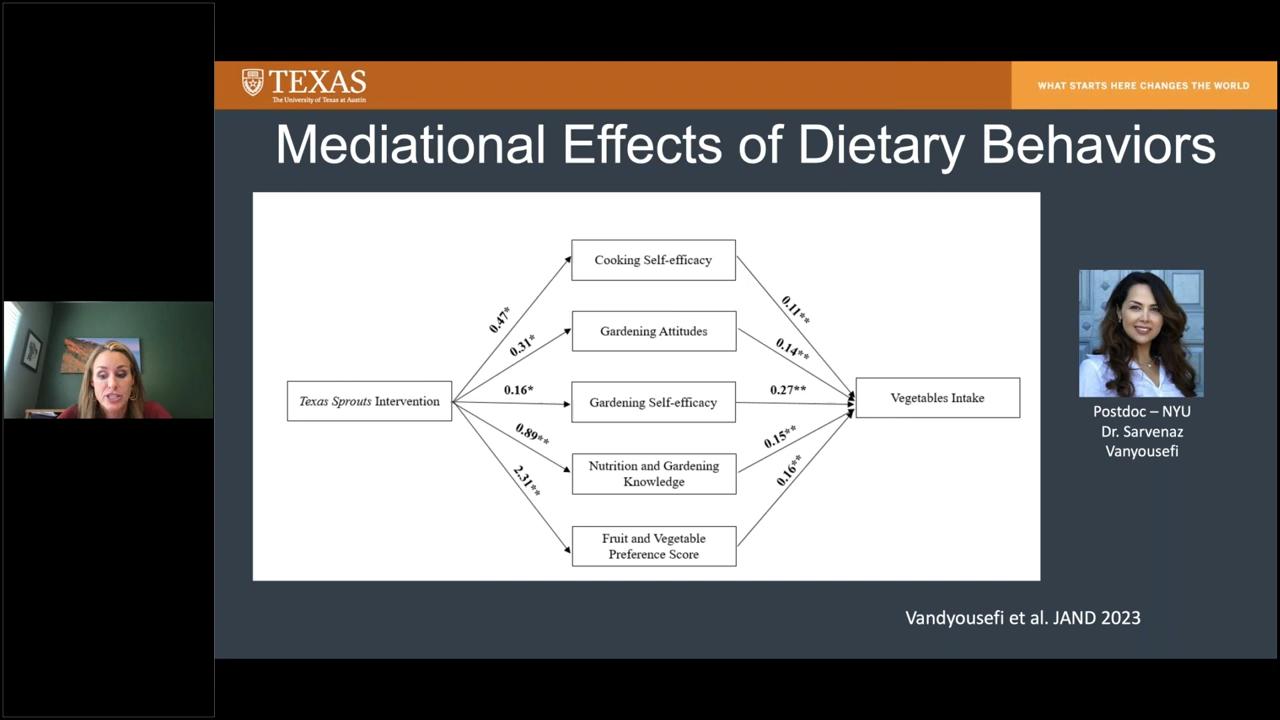 TEXAS
The University of Texas at Austin
WHAT STARTS HERE CHANGES THE WORLD
Mediational Effects of Dietary Behaviors
Cooking Self-efficacy
0.47*
0.11**
Gardening Attitudes
0.31*
0.14**
Texas Sprouts Intervention
0.16*
Gardening Self-efficacy
0.27**
Vegetables Intake
0.89**
Nutrition and Gardening
Knowledge
0.15**
2.31**
Fruit and Vegetable
Preference Score
0.16**
Postdoc – NYU
Dr. Sarvenaz
Vanyousefi
Vandyousefi et al. JAND 2023